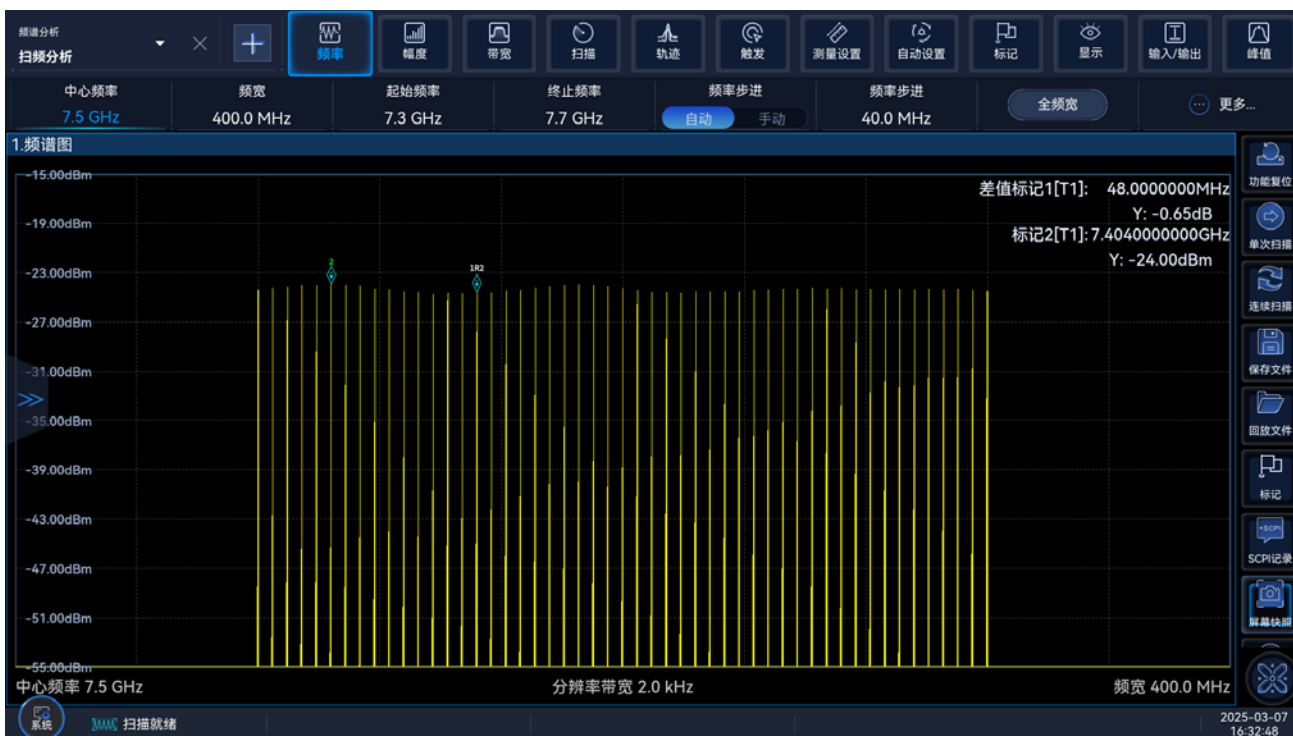 频谱分析
扫频分析
频率
幅度
带宽
扫描
轨迹
触发
测量设置
自动设置
标记
显示
输入/输出
峰值
中心频率
7.5 GHz
频宽
400.0 MHz
起始频率
7.3 GHz
终止频率
7.7 GHz
频率步进
自动 手动
频率步进
40.0 MHz
全频宽
更多...
1.频谱图
差值标记1[T1]: 48.0000000MHz
Y: -0.65dB
标记2[T1]:7.4040000000GHz
Y: -24.00dBm
-15.00dBm
-19.00dBm
-23.00dBm
-27.00dBm
-31.00dBm
-35.00dBm
-39.00dBm
-43.00dBm
-47.00dBm
-51.00dBm
-55.00dBm
2
1R2
中心频率 7.5 GHz 分辨率带宽 2.0 kHz 频宽 400.0 MHz
功能复位
单次扫描
连续扫描
保存文件
回放文件
标记
SCPI
SCPI记录
屏幕快照
系统
扫描就绪
2025-03-07
16:32:48